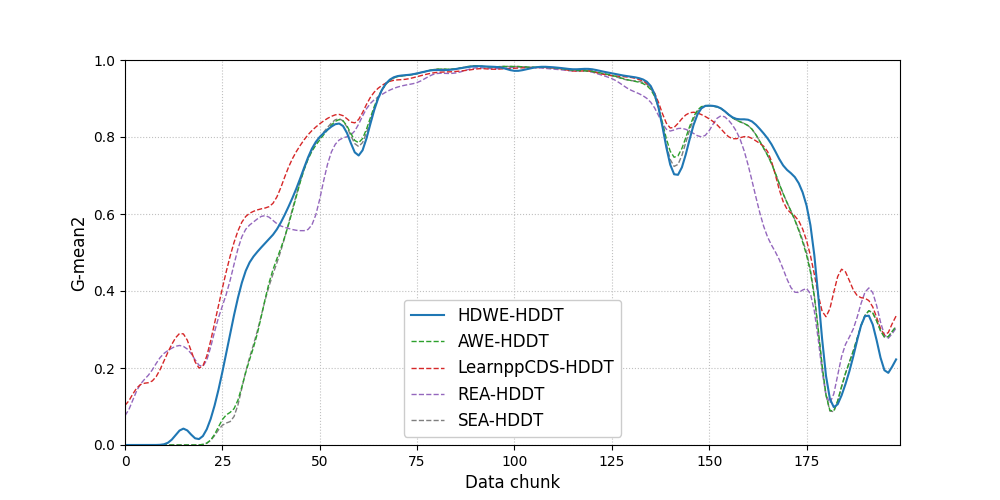 1.0
0.8
0.6
0.4
0.2
0.0
G-mean2
HDWE-HDDT
AWE-HDDT
LearnppCDS-HDDT
REA-HDDT
SEA-HDDT
0 25 50 75 100 125 150 175
Data chunk